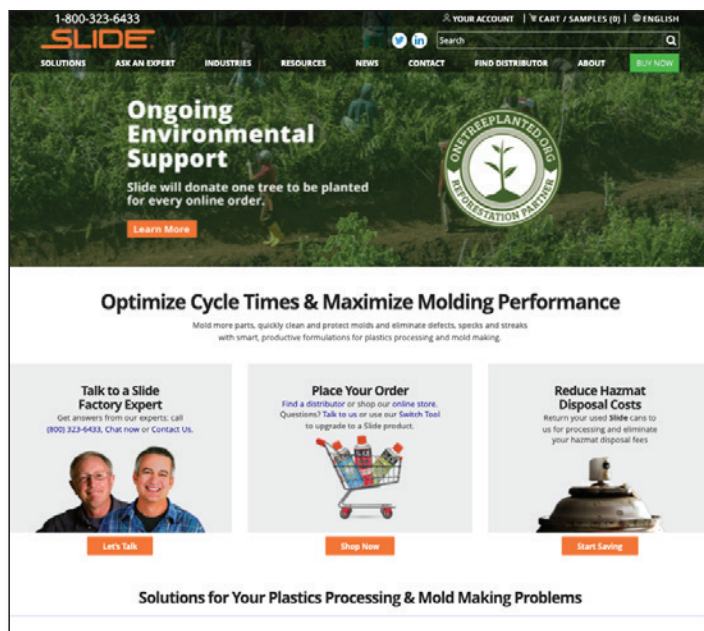 1-800-323-6433
YOUR ACCOUNT | CART / SAMPLES (0) | ENGLISH
SLIDE
Search
SOLUTIONS ASK AN EXPERT INDUSTRIES RESOURCES NEWS CONTACT FIND DISTRIBUTOR ABOUT BUY NOW
Ongoing
Environmental
Support
Slide will donate one tree to be planted
for every online order.
Learn More
ONETREEPLANTED.ORG
REFORESTATION PARTNER
Optimize Cycle Times & Maximize Molding Performance
Mold more parts, quickly clean and protect molds and eliminate defects, specks and streaks
with smart, productive formulations for plastics processing and mold making.
Talk to a Slide
Factory Expert
Get answers from our experts: call
(800) 323-6433, Chat now or Contact Us.
Let's Talk
Place Your Order
Find a distributor or shop our online store.
Questions? Talk to us or use our Switch Tool
to upgrade to a Slide product.
Shop Now
Reduce Hazmat
Disposal Costs
Return your used Slide cans to
us for processing and eliminate
your hazmat disposal fees
Start Saving
Solutions for Your Plastics Processing & Mold Making Problems